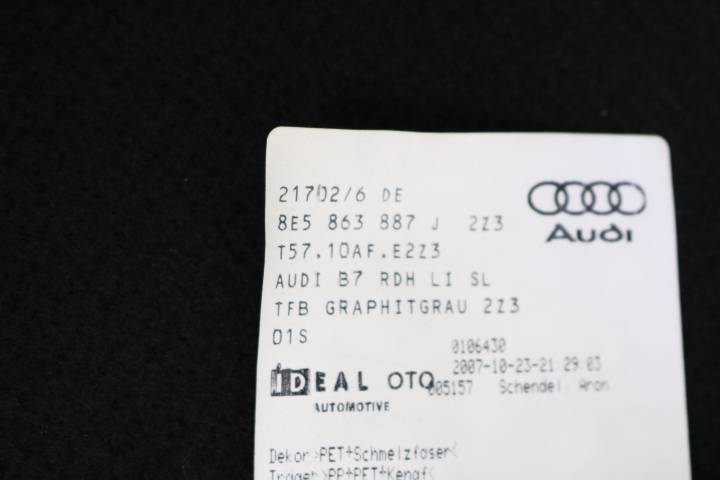 21702/6 DE
8E5 863 887 J 2Z3
T57.10AF.E2Z3
AUDI B7 RDH LI SL
TFB GRAPHITGRAU 2Z3
01S
Audi
0106430
2007-10-23-21:29.03
005157 Schendel, Aron
IDEAL OTO
AUTOMOTIVE
Dekor>PET+Schmelzfaser<
Träger>PP+PET+Kenaf<